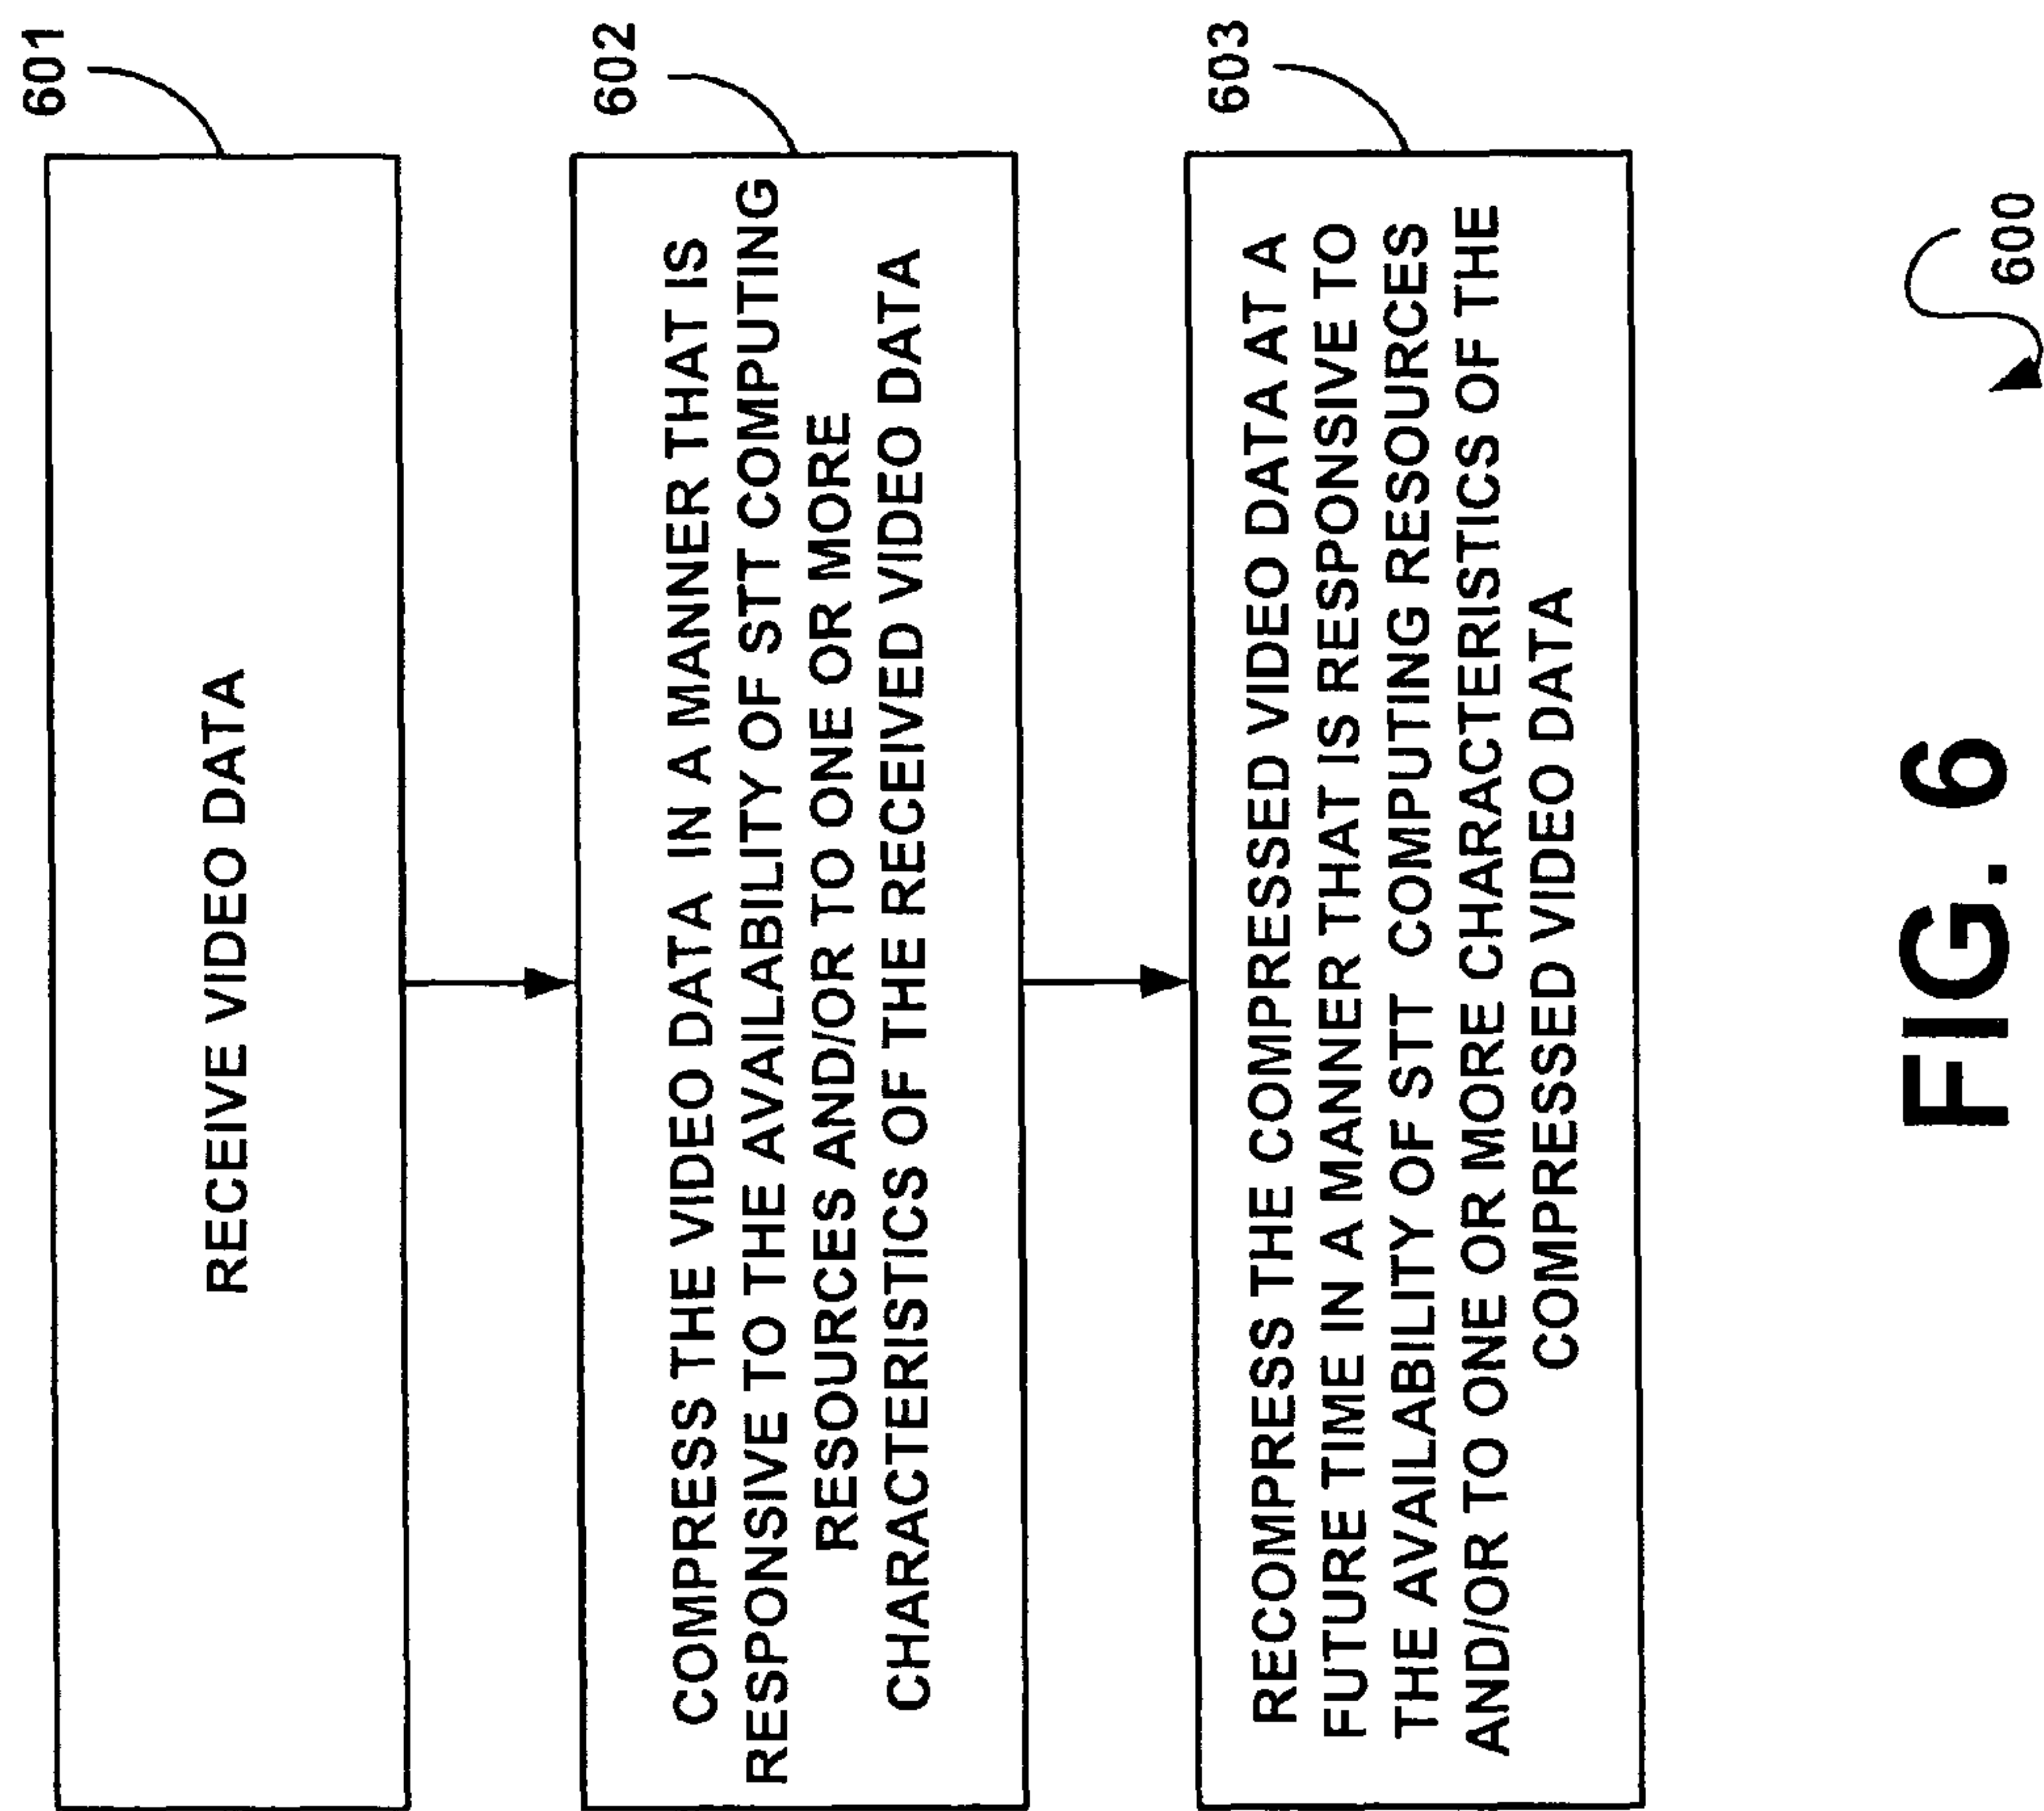 601
RECEIVE VIDEO DATA
602
COMPRESS THE VIDEO DATA IN A MANNER THAT IS
RESPONSIVE TO THE AVAILABILITY OF STT COMPUTING
RESOURCES AND/OR TO ONE OR MORE
CHARACTERISTICS OF THE RECEIVED VIDEO DATA
603
RECOMPRESS THE COMPRESSED VIDEO DATA AT A
FUTURE TIME IN A MANNER THAT IS RESPONSIVE TO
THE AVAILABILITY OF STT COMPUTING RESOURCES
AND/OR TO ONE OR MORE CHARACTERISTICS OF THE
COMPRESSED VIDEO DATA
600
FIG. 6